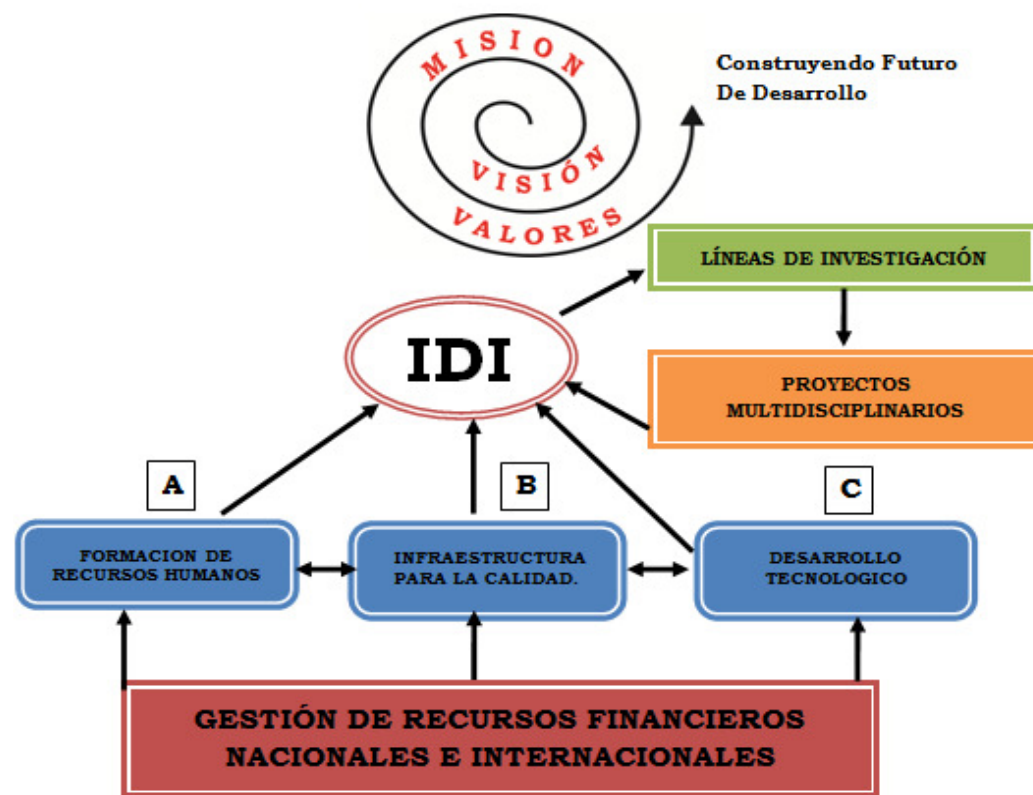 MISION
VISIÓN
VALORES
Construyendo Futuro
De Desarrollo
LÍNEAS DE INVESTIGACIÓN
IDI
PROYECTOS
MULTIDISCIPLINARIOS
A
B
C
FORMACION DE
RECURSOS HUMANOS
INFRAESTRUCTURA
PARA LA CALIDAD.
DESARROLLO
TECNOLOGICO
GESTIÓN DE RECURSOS FINANCIEROS
NACIONALES E INTERNACIONALES